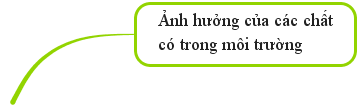 Ảnh hưởng của các chất
có trong môi trường